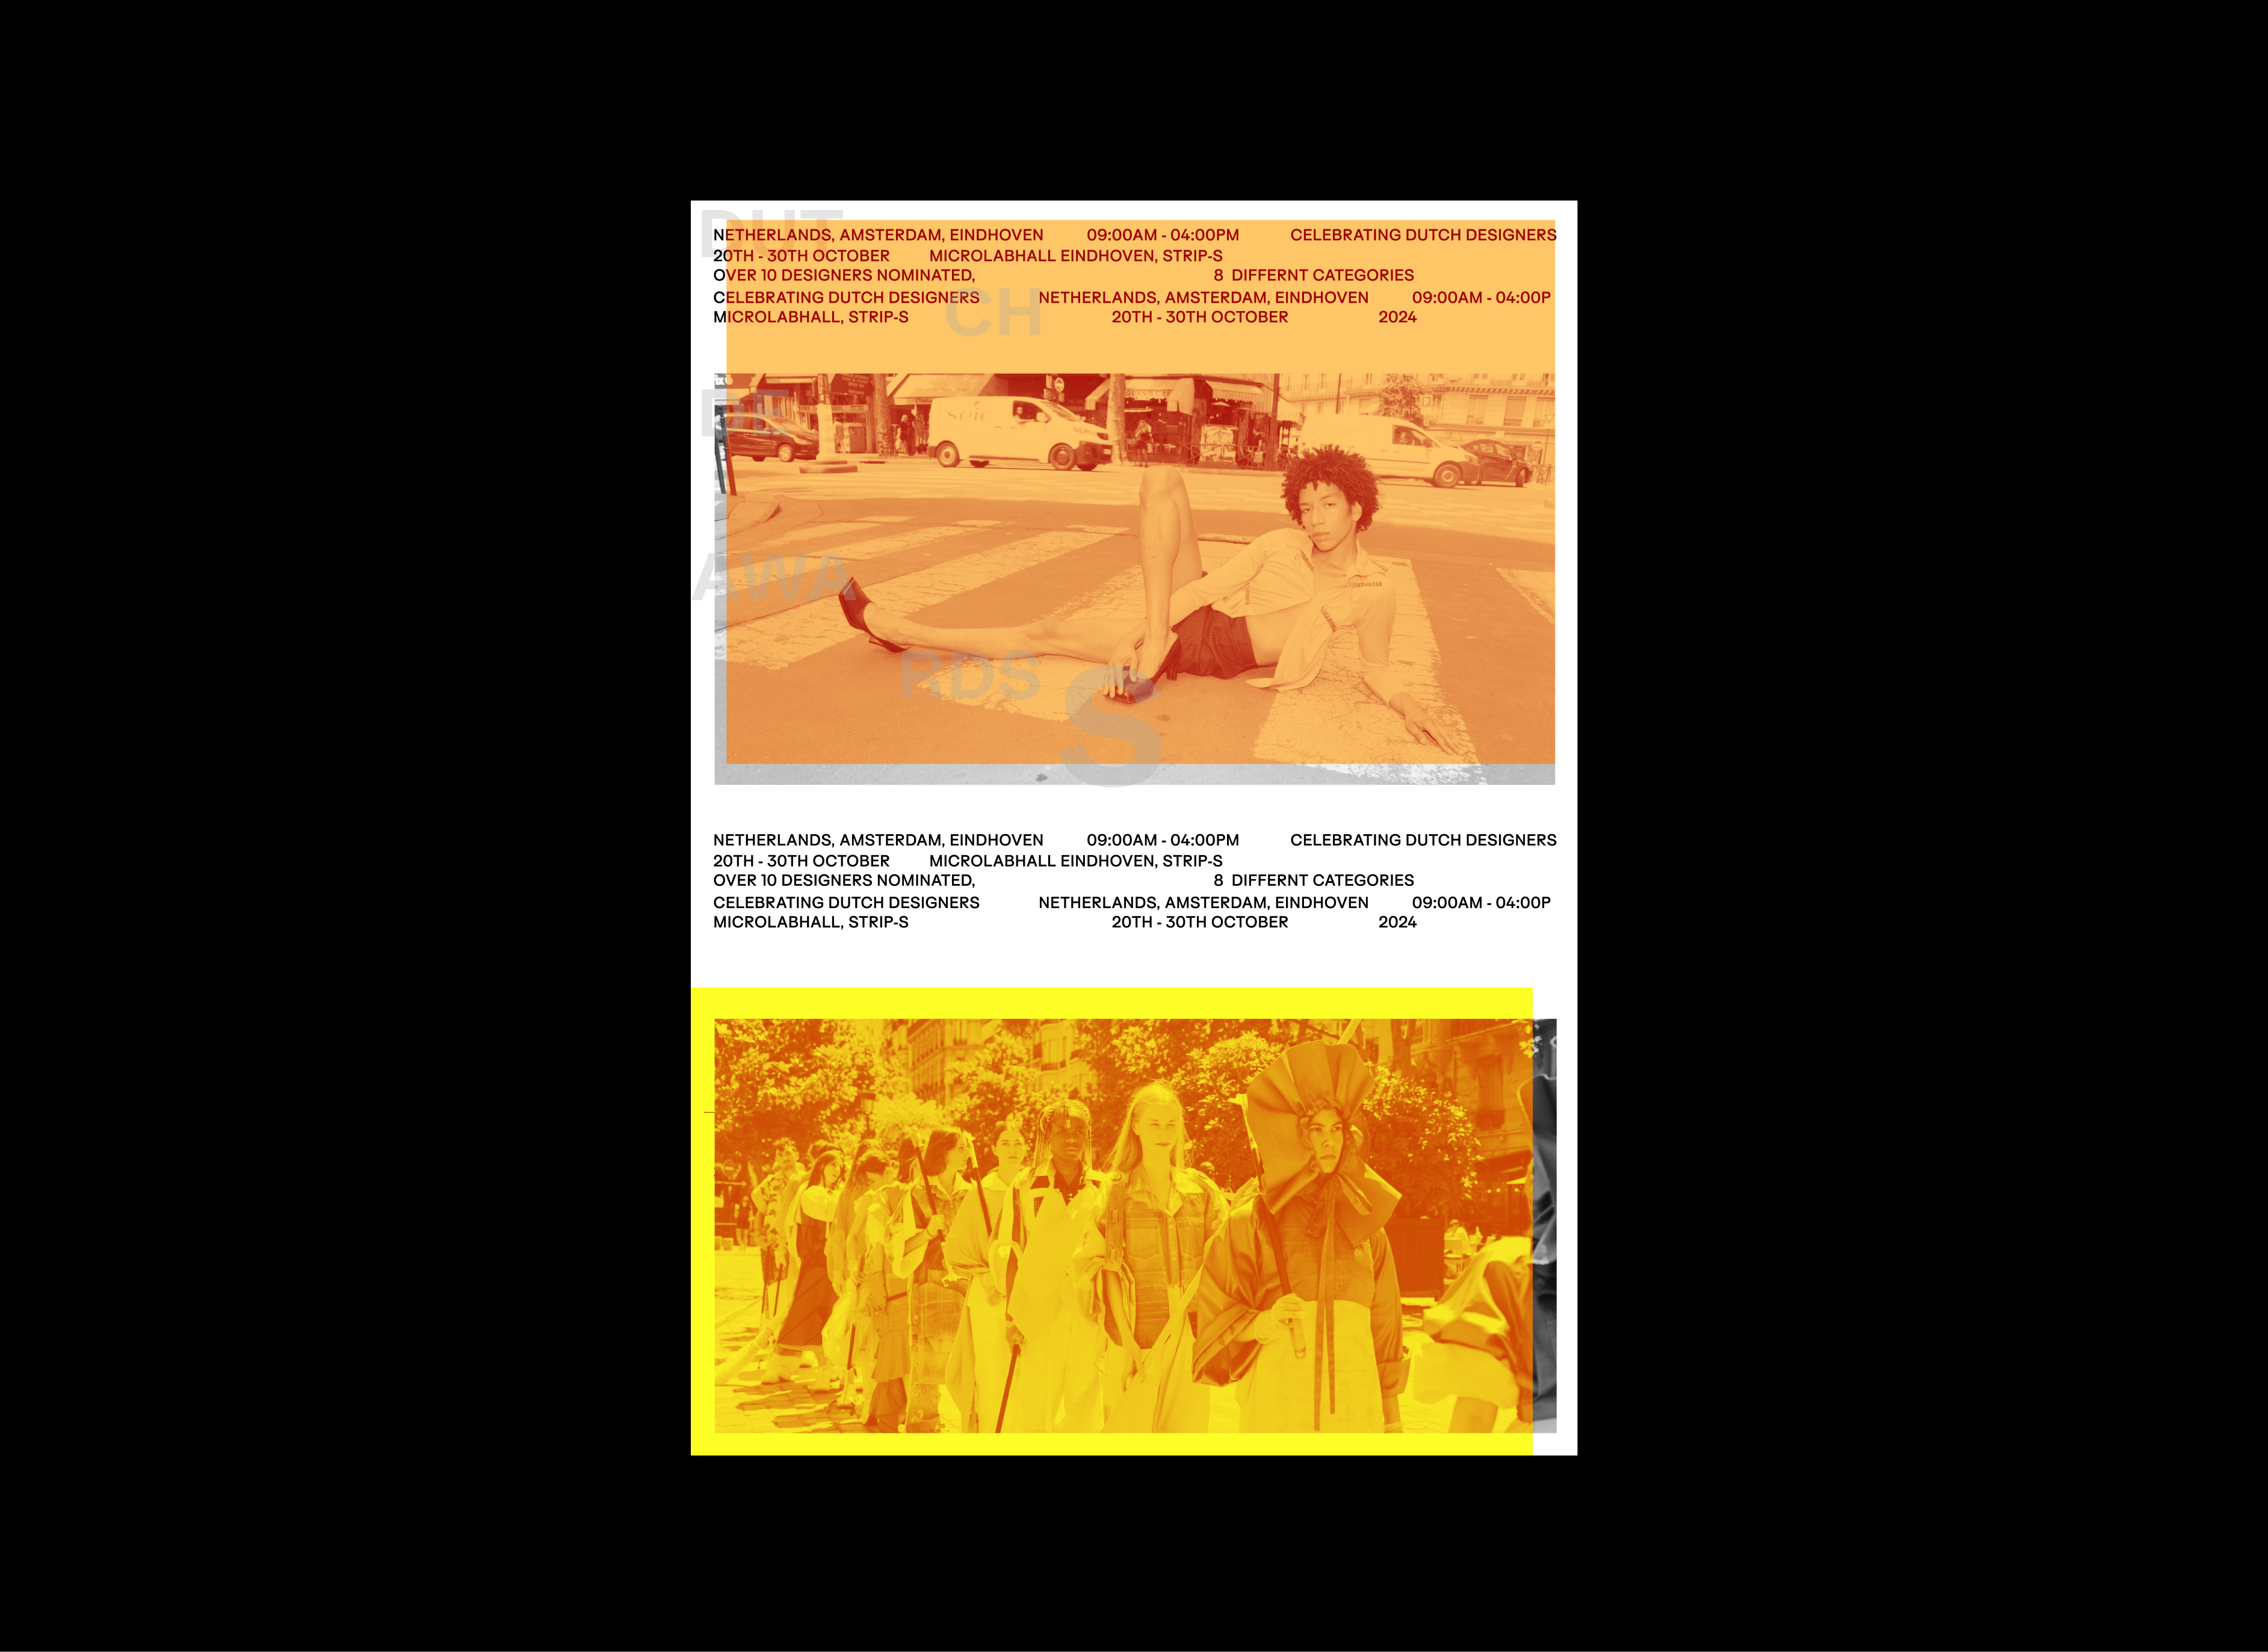 DUT
NETHERLANDS, AMSTERDAM, EINDHOVEN 09:00AM - 04:00PM CELEBRATING DUTCH DESIGNERS
20TH - 30TH OCTOBER MICROLABHALL EINDHOVEN, STRIP-S
OVER 10 DESIGNERS NOMINATED, 8 DIFFERNT CATEGORIES
CELEBRATING DUTCH DESIGNERS NETHERLANDS, AMSTERDAM, EINDHOVEN 09:00AM - 04:00P
CH
MICROLABHALL, STRIP-S 20TH - 30TH OCTOBER 2024
DE
AWA
RDS
S
NETHERLANDS, AMSTERDAM, EINDHOVEN 09:00AM - 04:00PM CELEBRATING DUTCH DESIGNERS
20TH - 30TH OCTOBER MICROLABHALL EINDHOVEN, STRIP-S
OVER 10 DESIGNERS NOMINATED, 8 DIFFERNT CATEGORIES
CELEBRATING DUTCH DESIGNERS NETHERLANDS, AMSTERDAM, EINDHOVEN 09:00AM - 04:00P
MICROLABHALL, STRIP-S 20TH - 30TH OCTOBER 2024